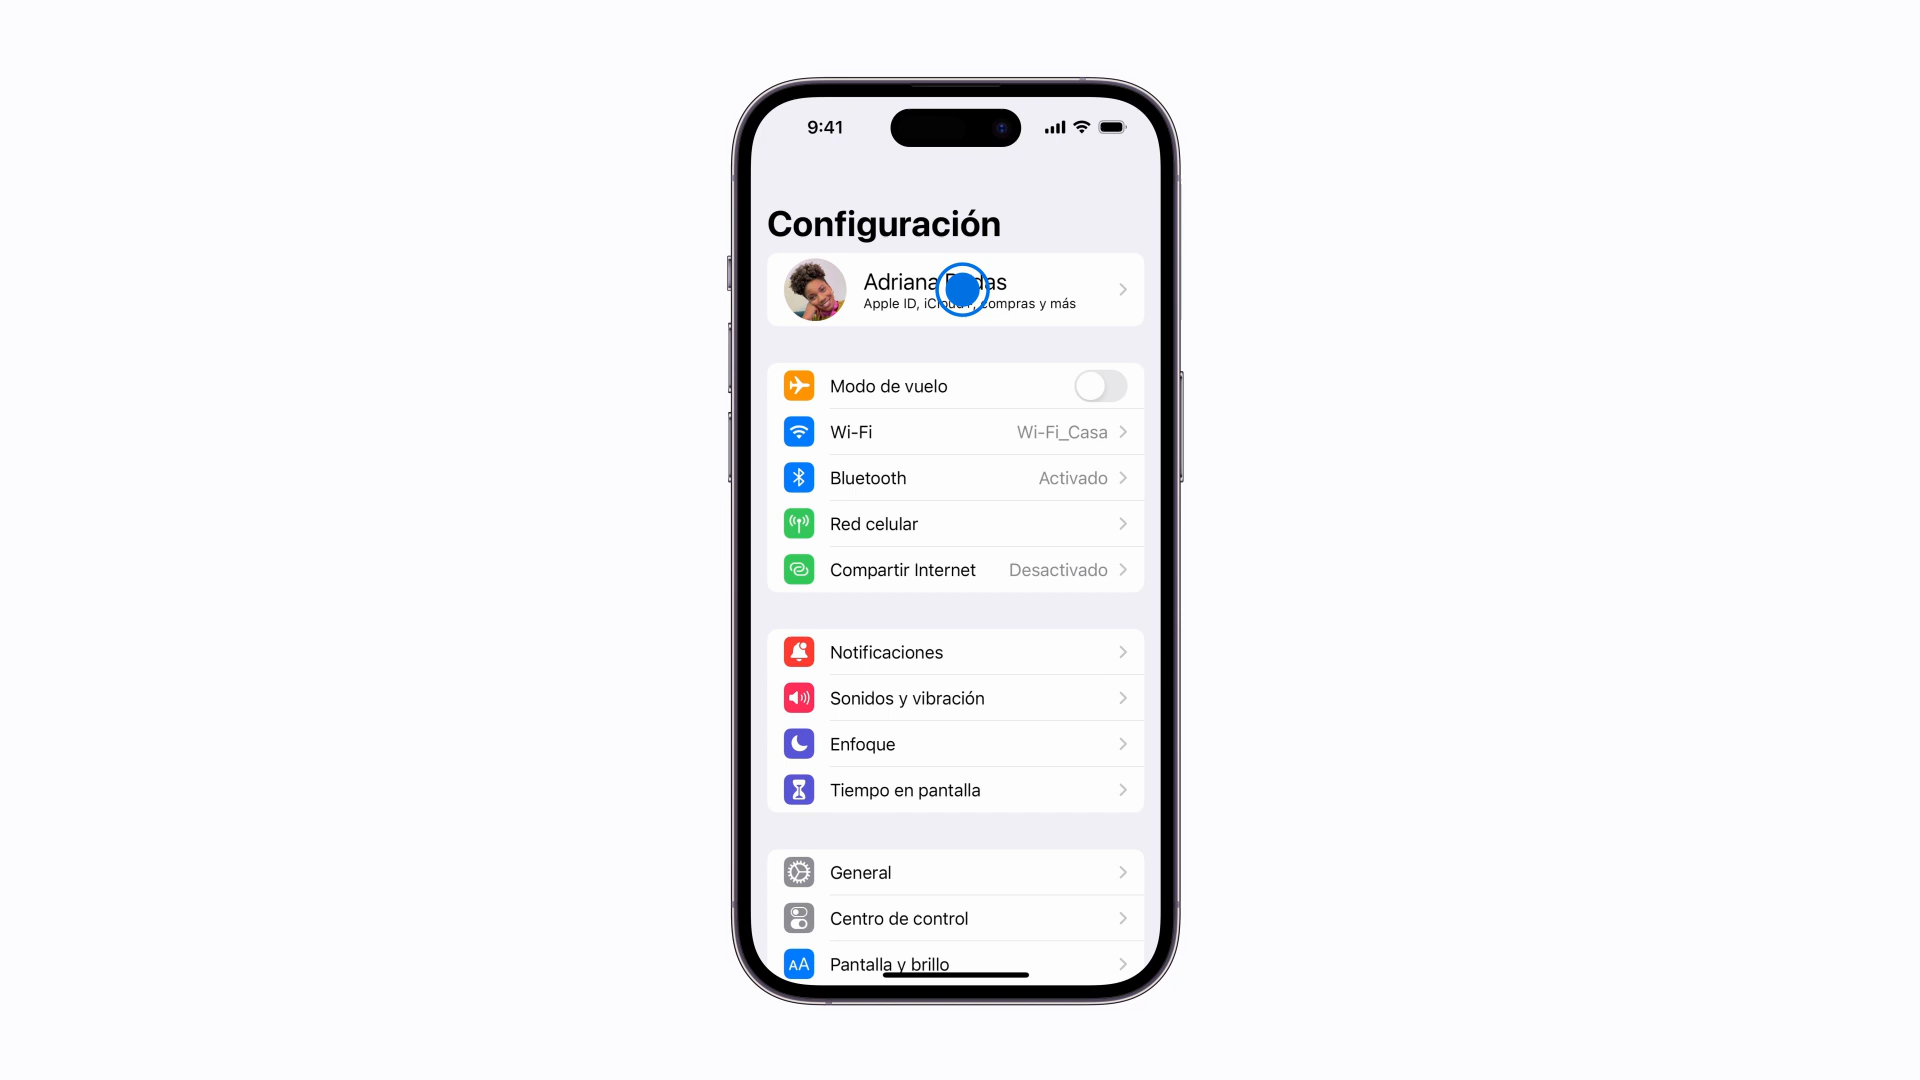 9:41
Configuración
Adriana
Apple ID, compras y más
Modo de vuelo
Wi-Fi Wi-Fi_Casa
Bluetooth Activado
Red celular
Compartir Internet Desactivado
Notificaciones
Sonidos y vibración
Enfoque
Tiempo en pantalla
General
Centro de control
AA Pantalla y brillo